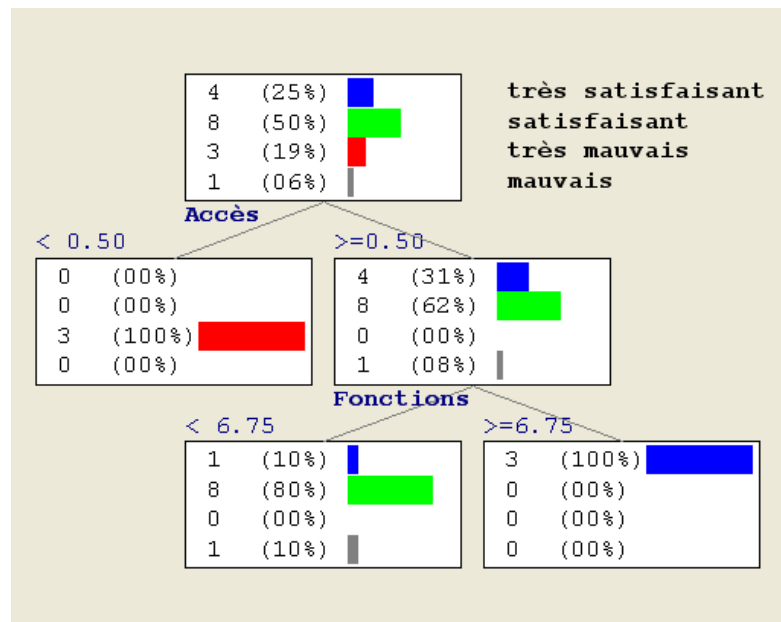 4 (25%) très satisfaisant
8 (50%) satisfaisant
3 (19%) très mauvais
1 (06%) mauvais
Accès
< 0.50 >=0.50
0 (00%) 4 (31%)
0 (00%) 8 (62%)
3 (100%) 0 (00%)
0 (00%) 1 (08%)
Fonctions
< 6.75 >=6.75
1 (10%) 3 (100%)
8 (80%) 0 (00%)
0 (00%) 0 (00%)
1 (10%) 0 (00%)